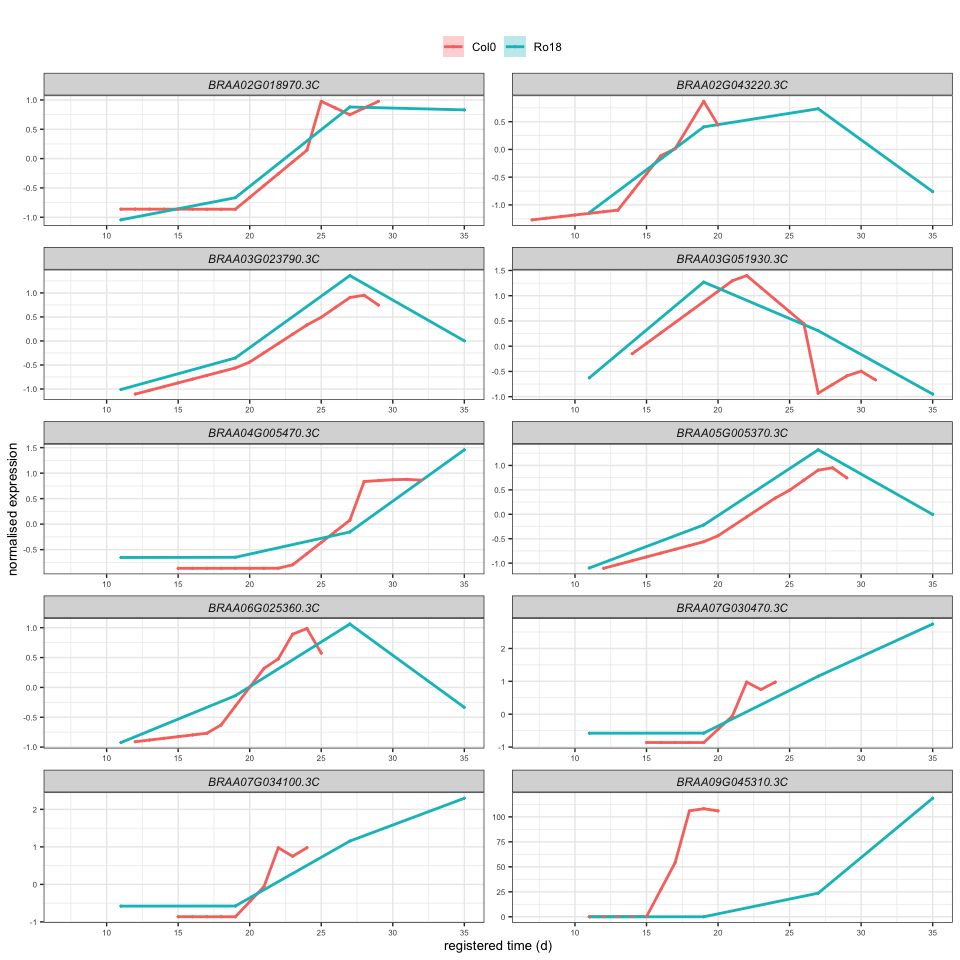 Col0 Ro18
BRAA02G018970.3C BRAA02G043220.3C
1.0
0.5
0.0
-0.5
-1.0
10 15 20 25 30 35
0.5
0.0
-0.5
-1.0
10 15 20 25 30 35
BRAA03G023790.3C BRAA03G051930.3C
1.0
0.5
0.0
-0.5
-1.0
10 15 20 25 30 35
1.5
1.0
0.5
0.0
-0.5
-1.0
10 15 20 25 30 35
BRAA04G005470.3C BRAA05G005370.3C
1.5
1.0
0.5
0.0
-0.5
10 15 20 25 30 35
1.0
0.5
0.0
-0.5
-1.0
10 15 20 25 30 35
BRAA06G025360.3C BRAA07G030470.3C
1.0
0.5
0.0
-0.5
-1.0
10 15 20 25 30 35
2
1
0
-1
10 15 20 25 30 35
BRAA07G034100.3C BRAA09G045310.3C
2
1
0
-1
10 15 20 25 30 35
100
75
50
25
0
10 15 20 25 30 35
normalised expression
registered time (d)